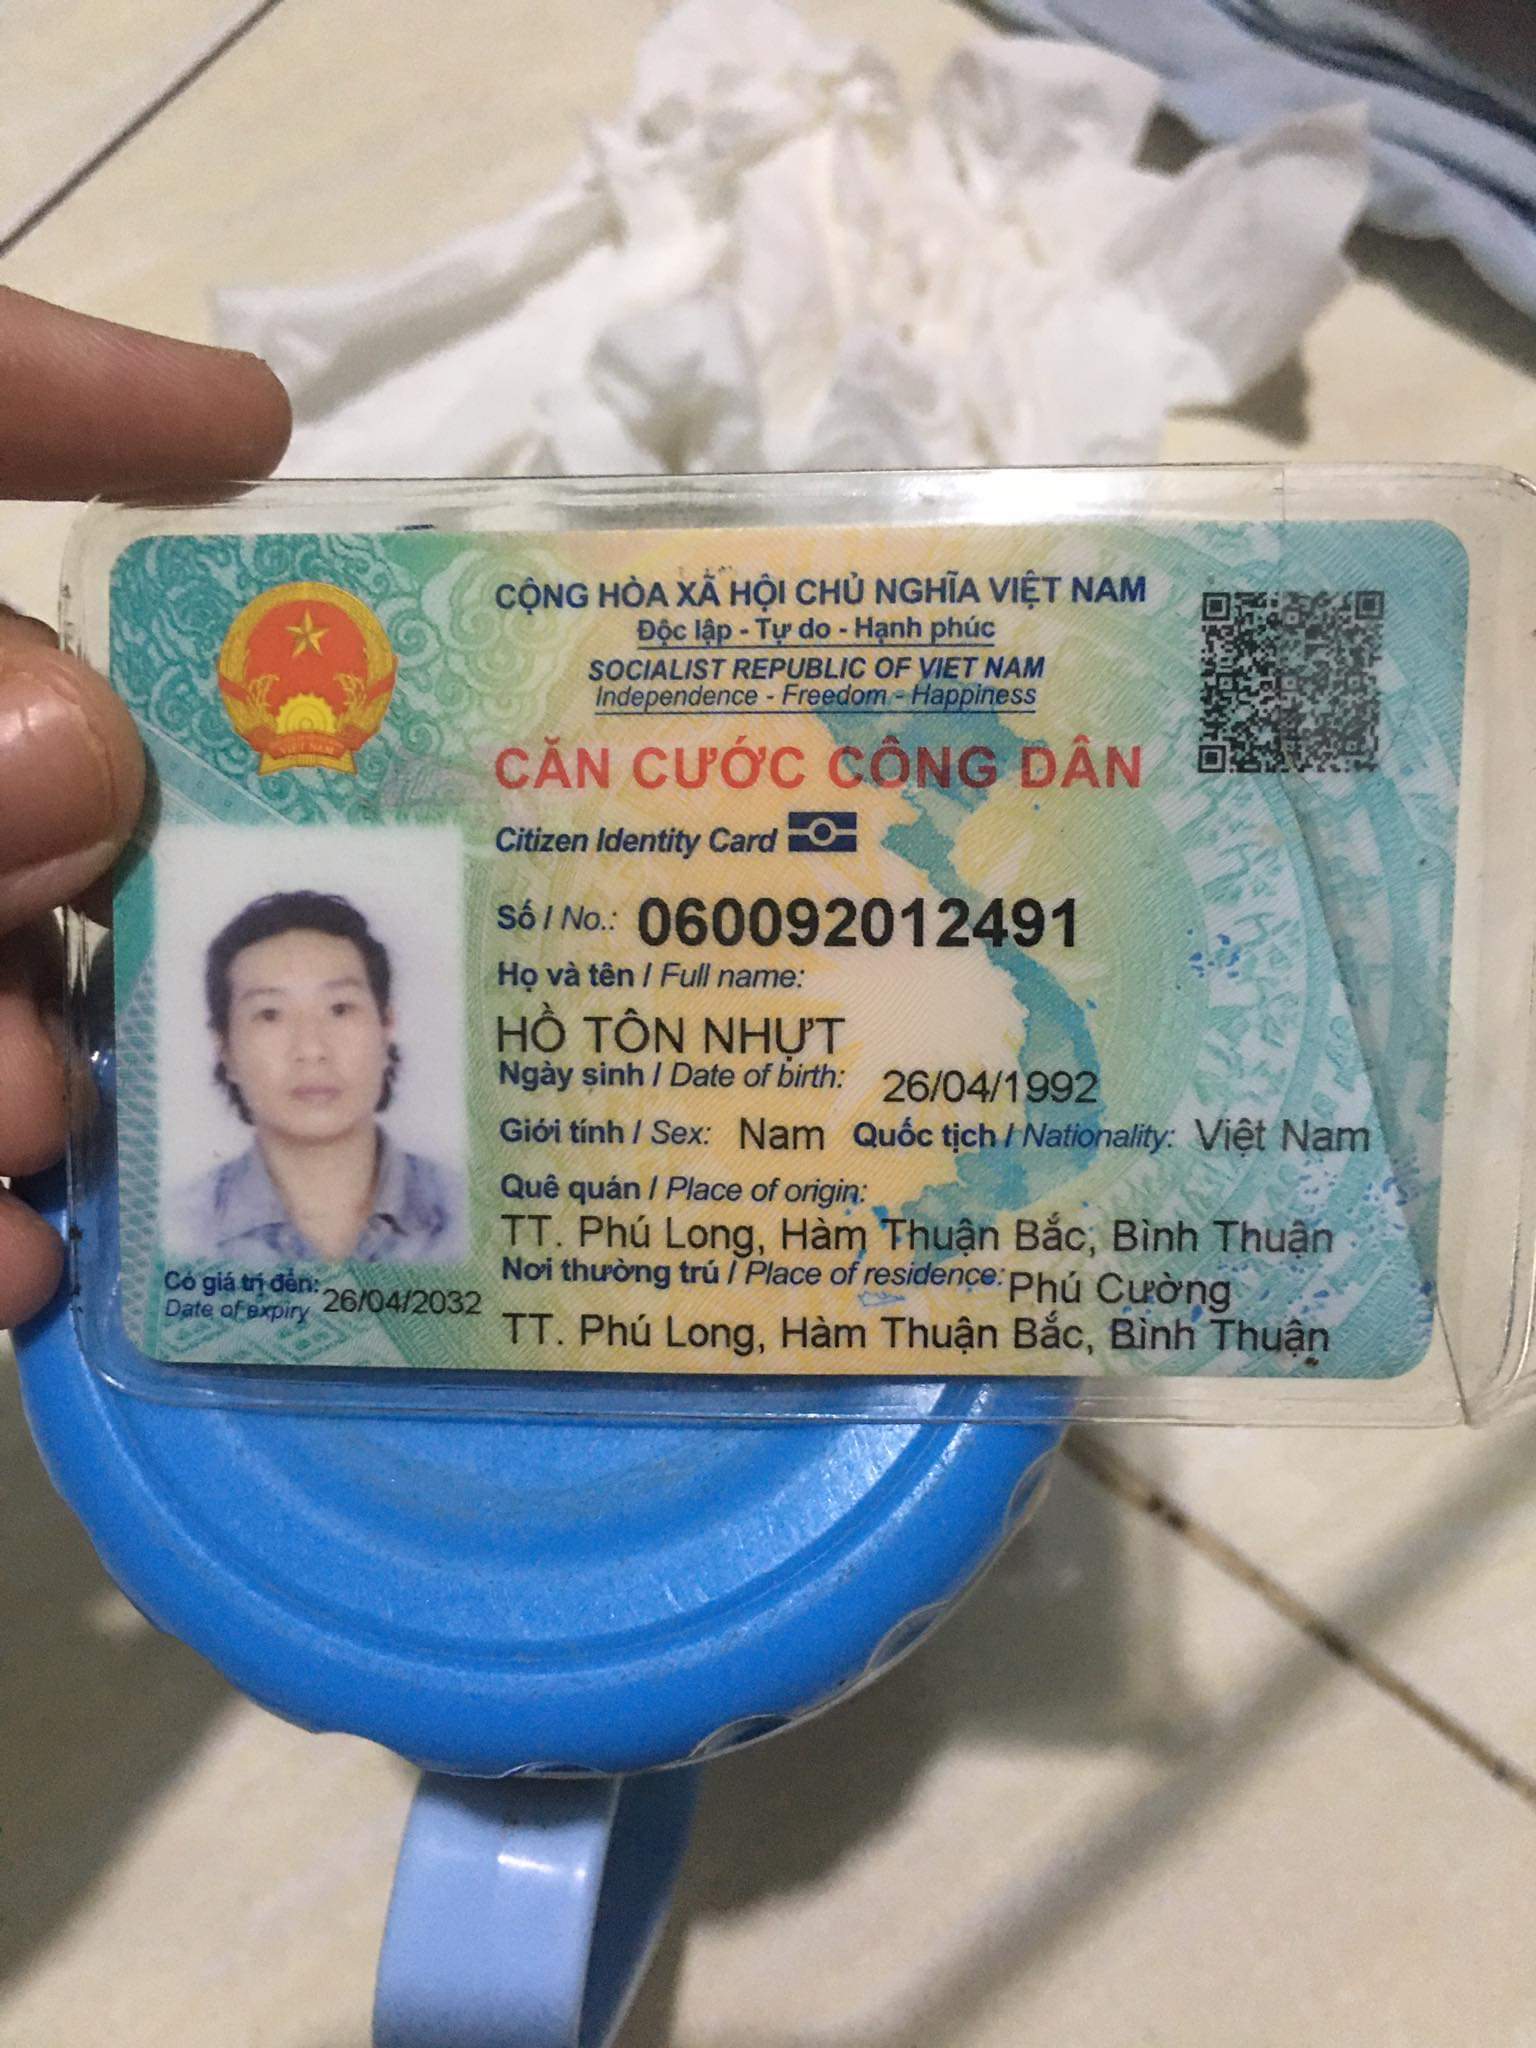 CỘNG HÒA XÃ HỘI CHỦ NGHĨA VIỆT NAM
Độc lập - Tự do - Hạnh phúc
SOCIALIST REPUBLIC OF VIET NAM
Independence - Freedom - Happiness
CĂN CƯỚC CÔNG DÂN
Citizen Identity Card
Số / No.: 060092012491
Họ và tên / Full name:
HỒ TÔN NHỰT
Ngày sinh / Date of birth: 26/04/1992
Giới tính / Sex: Nam Quốc tịch / Nationality: Việt Nam
Quê quán / Place of origin:
TT. Phú Long, Hàm Thuận Bắc, Bình Thuận
Nơi thường trú / Place of residence: Phú Cường
TT. Phú Long, Hàm Thuận Bắc, Bình Thuận
Có giá trị đến: 26/04/2032
Date of expiry
VIỆT NAM